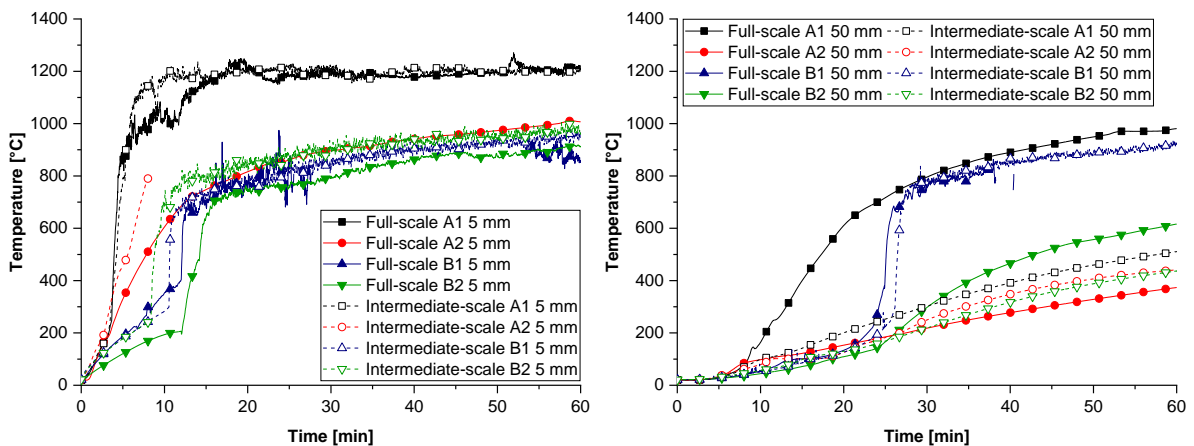 1400
1200
1000
800
600
400
200
0
Temperature [°C]
Full-scale A1 5 mm
Full-scale A2 5 mm
Full-scale B1 5 mm
Full-scale B2 5 mm
Intermediate-scale A1 5 mm
Intermediate-scale A2 5 mm
Intermediate-scale B1 5 mm
Intermediate-scale B2 5 mm
0 10 20 30 40 50 60
Time [min]
1400
1200
1000
800
600
400
200
0
Temperature [°C]
Full-scale A1 50 mm Intermediate-scale A1 50 mm
Full-scale A2 50 mm Intermediate-scale A2 50 mm
Full-scale B1 50 mm Intermediate-scale B1 50 mm
Full-scale B2 50 mm Intermediate-scale B2 50 mm
0 10 20 30 40 50 60
Time [min]